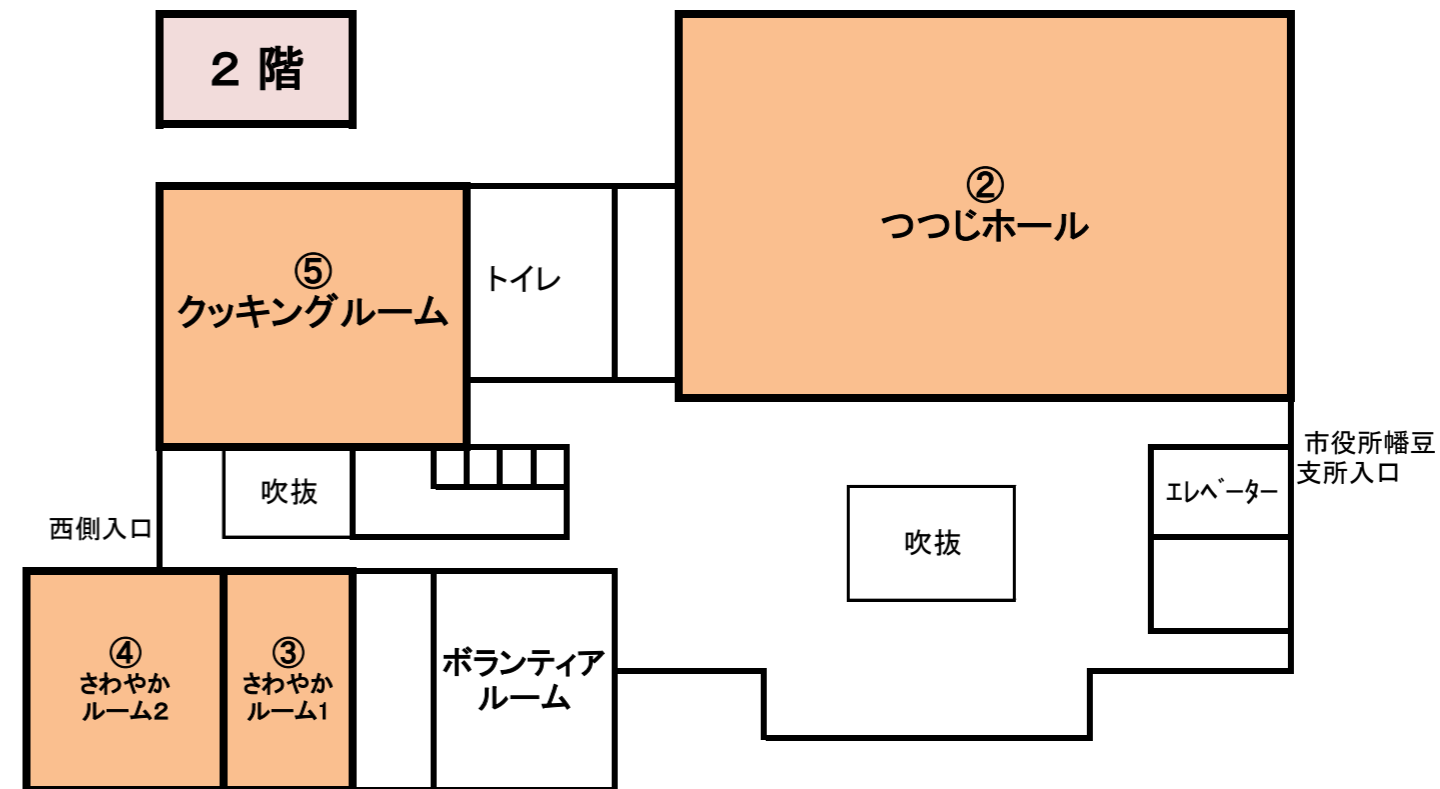 2 階
②
つつじホール
⑤
クッキングルーム
トイレ
市役所幡豆
支所入口
エレベーター
吹抜
西側入口
吹抜
④
さわやか
ルーム2
③
さわやか
ルーム1
ボランティア
ルーム